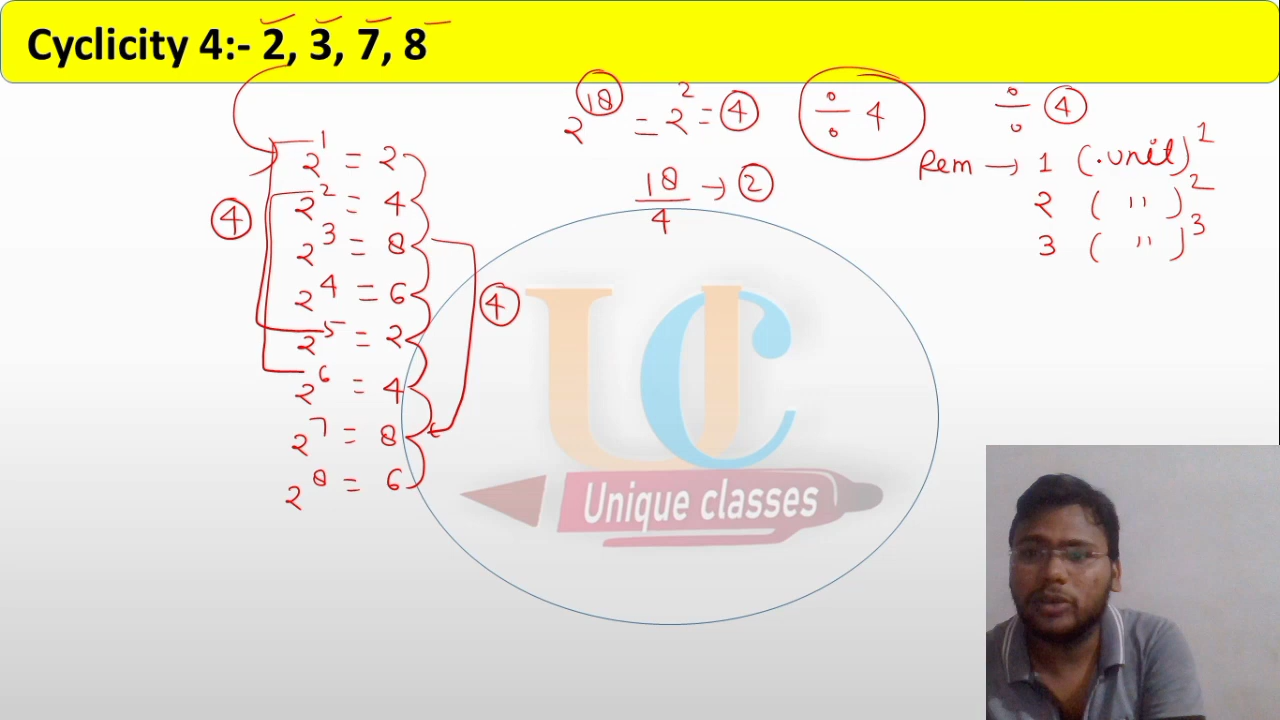 Cyclicity 4:- 2, 3, 7, 8
2^1 = 2
2^2 = 4
2^3 = 8
2^4 = 6
2^5 = 2
2^6 = 4
2^7 = 8
2^8 = 6
4
4
2^18 = 2^2 = 4
18/4 → 2
÷ 4
÷ 4
Rem → 1 (unit)^1
2 ( " )^2
3 ( " )^3
UC
Unique classes